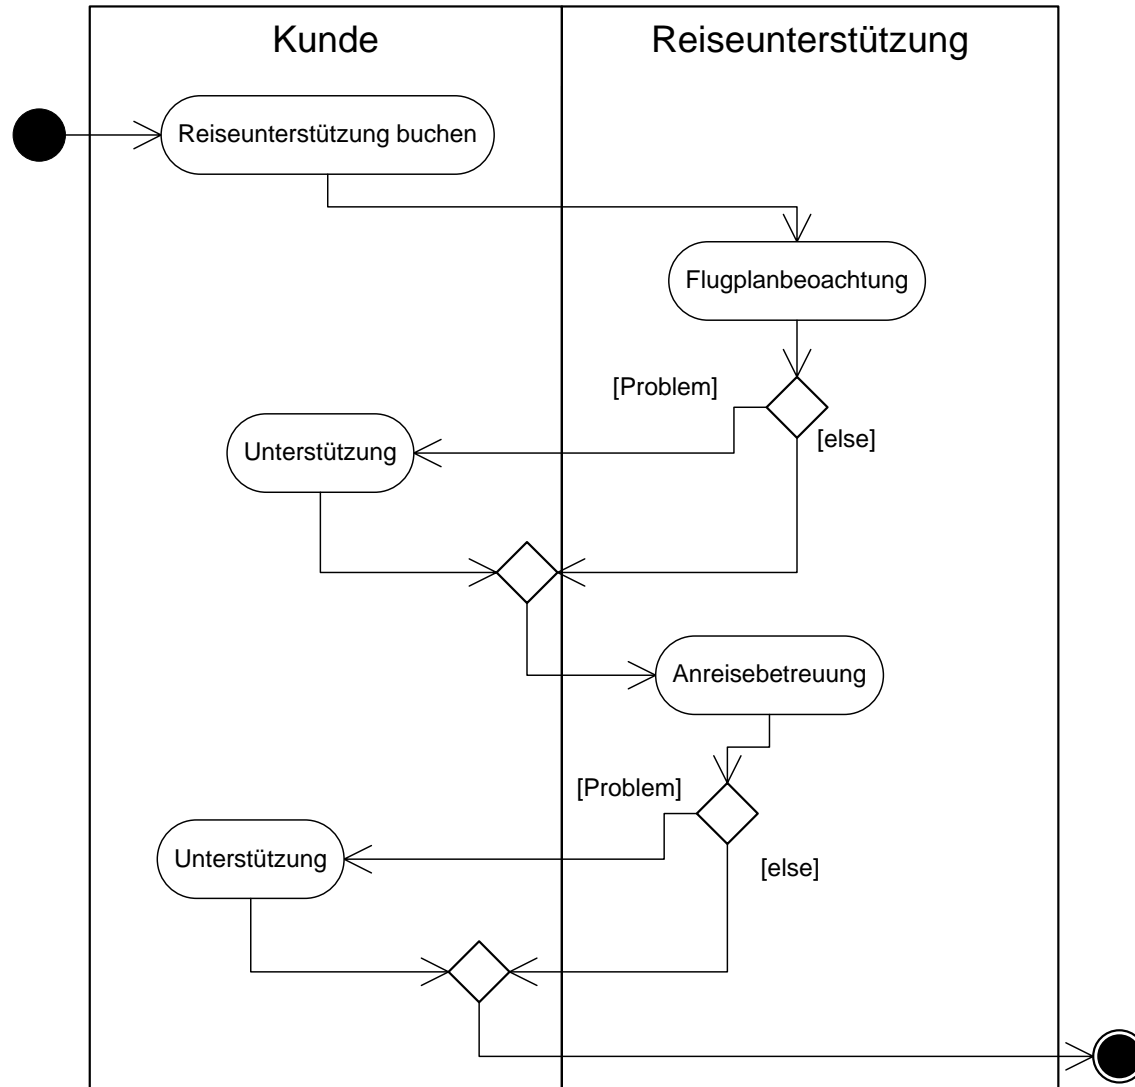 Kunde
Reiseunterstützung
Reiseunterstützung buchen
Flugplanbeoachtung
[Problem]
[else]
Unterstützung
Anreisebetreuung
[Problem]
[else]
Unterstützung